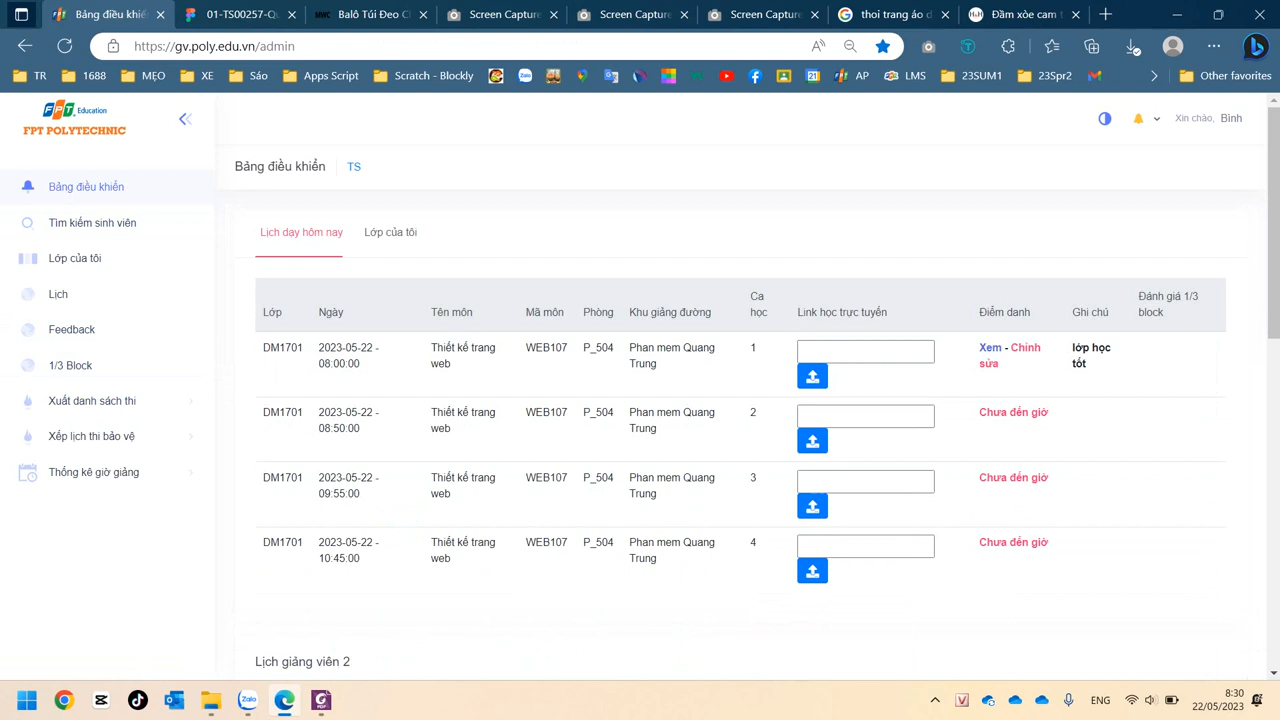 Bảng điều khiể
01-TS00257-Q
MWC Balô Túi Đeo C
Screen Capture
Screen Capture
Screen Capture
thoi trang áo d
H&H Đầm xòe cam t
https://gv.poly.edu.vn/admin
TR
1688
MẸO
XE
Sáo
Apps Script
Scratch - Blockly
AP
LMS
23SUM1
23Spr2
Other favorites
FPT Education
FPT POLYTECHNIC
Xin chào, Bình
Bảng điều khiển
TS
Bảng điều khiển
Tìm kiếm sinh viên
Lớp của tôi
Lịch
Feedback
1/3 Block
Xuất danh sách thi
Xếp lịch thi bảo vệ
Thống kê giờ giảng
Lịch dạy hôm nay
Lớp của tôi
Lớp Ngày Tên môn Mã môn Phòng Khu giảng đường Ca học Link học trực tuyến Điểm danh Ghi chú Đánh giá 1/3 block
DM1701 2023-05-22 - Thiết kế trang WEB107 P_504 Phan mem Quang 1 Xem - Chỉnh lớp học
08:00:00 web Trung sửa tốt
DM1701 2023-05-22 - Thiết kế trang WEB107 P_504 Phan mem Quang 2 Chưa đến giờ
08:50:00 web Trung
DM1701 2023-05-22 - Thiết kế trang WEB107 P_504 Phan mem Quang 3 Chưa đến giờ
09:55:00 web Trung
DM1701 2023-05-22 - Thiết kế trang WEB107 P_504 Phan mem Quang 4 Chưa đến giờ
10:45:00 web Trung
Lịch giảng viên 2
Zalo
ENG
8:30
22/05/2023